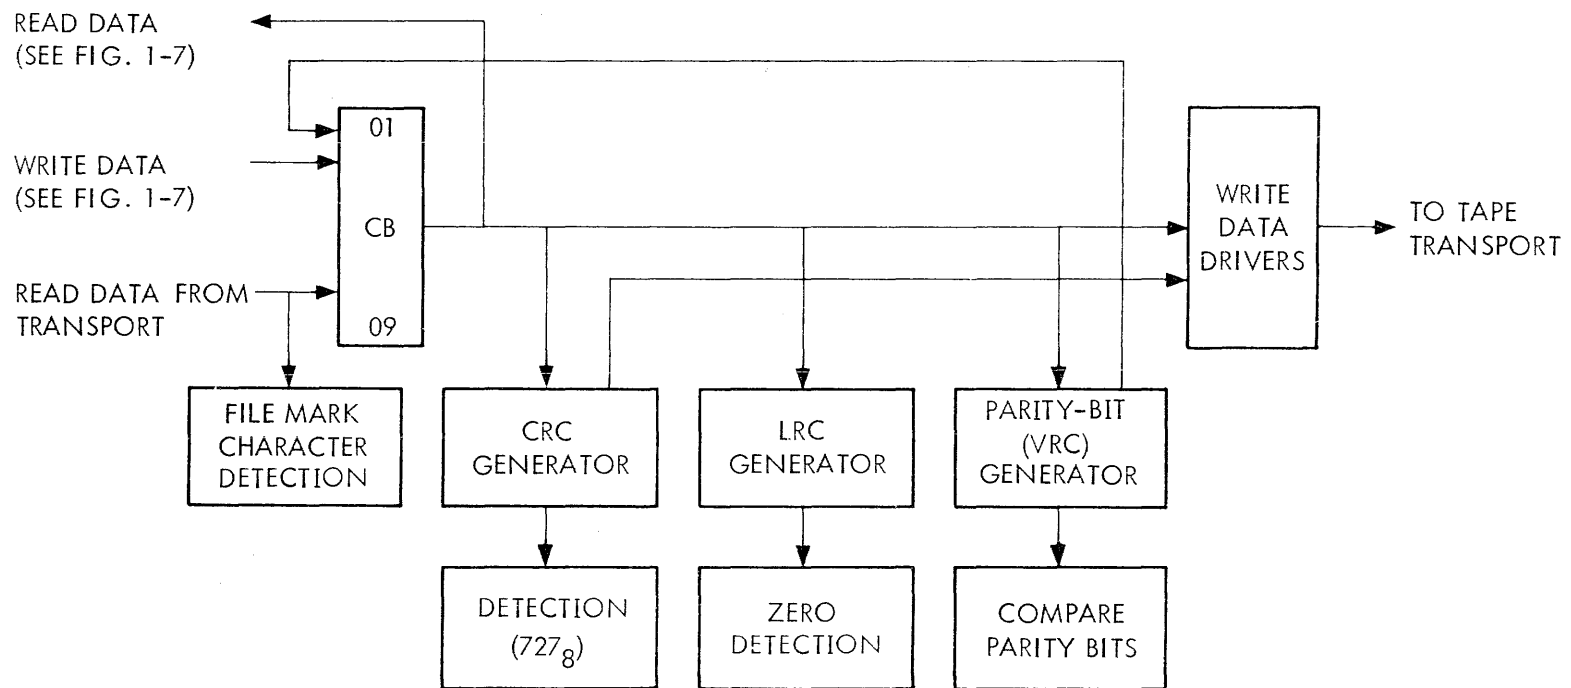 READ DATA
(SEE FIG. 1-7)
01
WRITE DATA
(SEE FIG. 1-7)
CB
READ DATA FROM
TRANSPORT
09
WRITE
DATA
DRIVERS
TO TAPE
TRANSPORT
FILE MARK
CHARACTER
DETECTION
CRC
GENERATOR
LRC
GENERATOR
PARITY-BIT
(VRC)
GENERATOR
DETECTION
(727₈)
ZERO
DETECTION
COMPARE
PARITY BITS